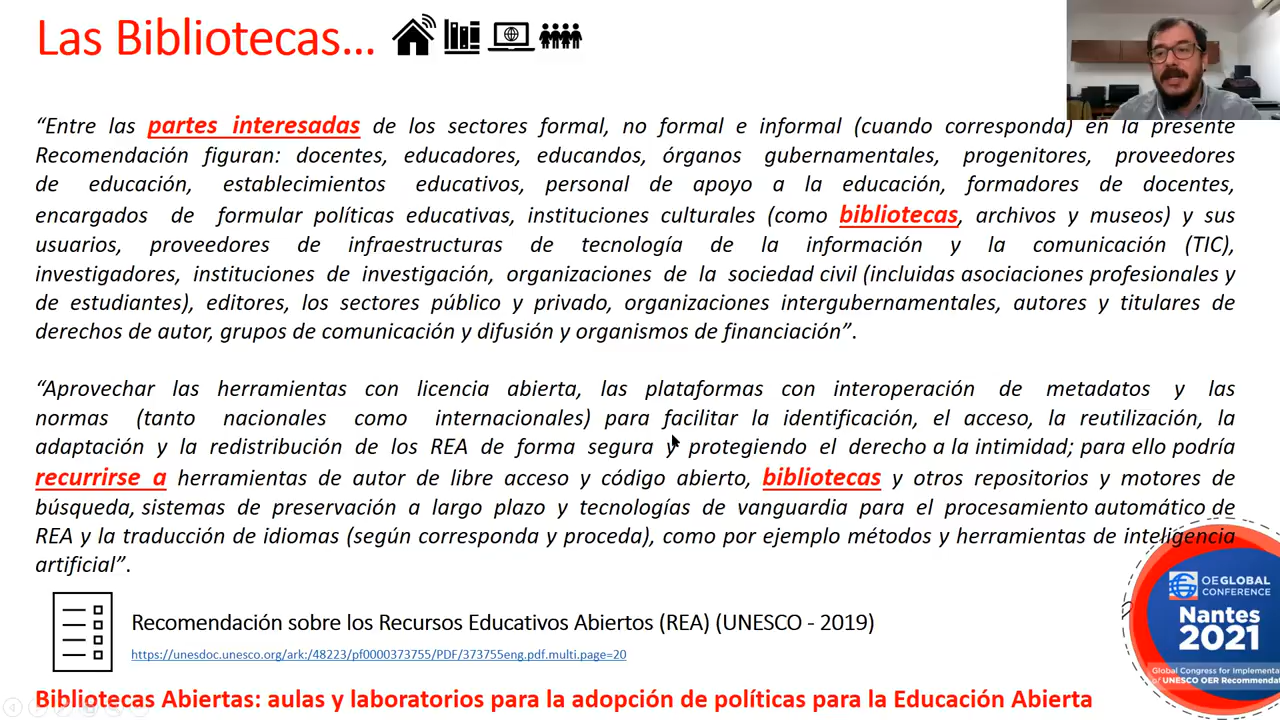 Las Bibliotecas...
“Entre las partes interesadas de los sectores formal, no formal e informal (cuando corresponda) en la presente
Recomendación figuran: docentes, educadores, educandos, órganos gubernamentales, progenitores, proveedores
de educación, establecimientos educativos, personal de apoyo a la educación, formadores de docentes,
encargados de formular políticas educativas, instituciones culturales (como bibliotecas, archivos y museos) y sus
usuarios, proveedores de infraestructuras de tecnología de la información y la comunicación (TIC),
investigadores, instituciones de investigación, organizaciones de la sociedad civil (incluidas asociaciones profesionales y
de estudiantes), editores, los sectores público y privado, organizaciones intergubernamentales, autores y titulares de
derechos de autor, grupos de comunicación y difusión y organismos de financiación”.
“Aprovechar las herramientas con licencia abierta, las plataformas con interoperación de metadatos y las
normas (tanto nacionales como internacionales) para facilitar la identificación, el acceso, la reutilización, la
adaptación y la redistribución de los REA de forma segura y protegiendo el derecho a la intimidad; para ello podría
recurrirse a herramientas de autor de libre acceso y código abierto, bibliotecas y otros repositorios y motores de
búsqueda, sistemas de preservación a largo plazo y tecnologías de vanguardia para el procesamiento automático de
REA y la traducción de idiomas (según corresponda y proceda), como por ejemplo métodos y herramientas de inteligencia
artificial”.
Recomendación sobre los Recursos Educativos Abiertos (REA) (UNESCO - 2019)
https://unesdoc.unesco.org/ark:/48223/pf0000373755/PDF/373755eng.pdf.multi.page=20
Bibliotecas Abiertas: aulas y laboratorios para la adopción de políticas para la Educación Abierta
OEGLOBAL
CONFERENCE
Nantes
2021
Global Congress for
UNESCO OER